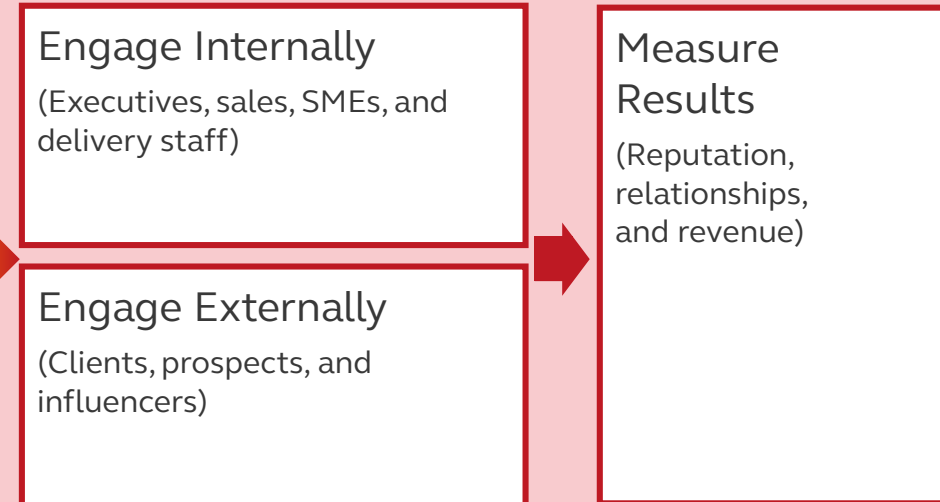 Engage Internally
(Executives, sales, SMEs, and
delivery staff)
Engage Externally
(Clients, prospects, and
influencers)
Measure
Results
(Reputation,
relationships,
and revenue)